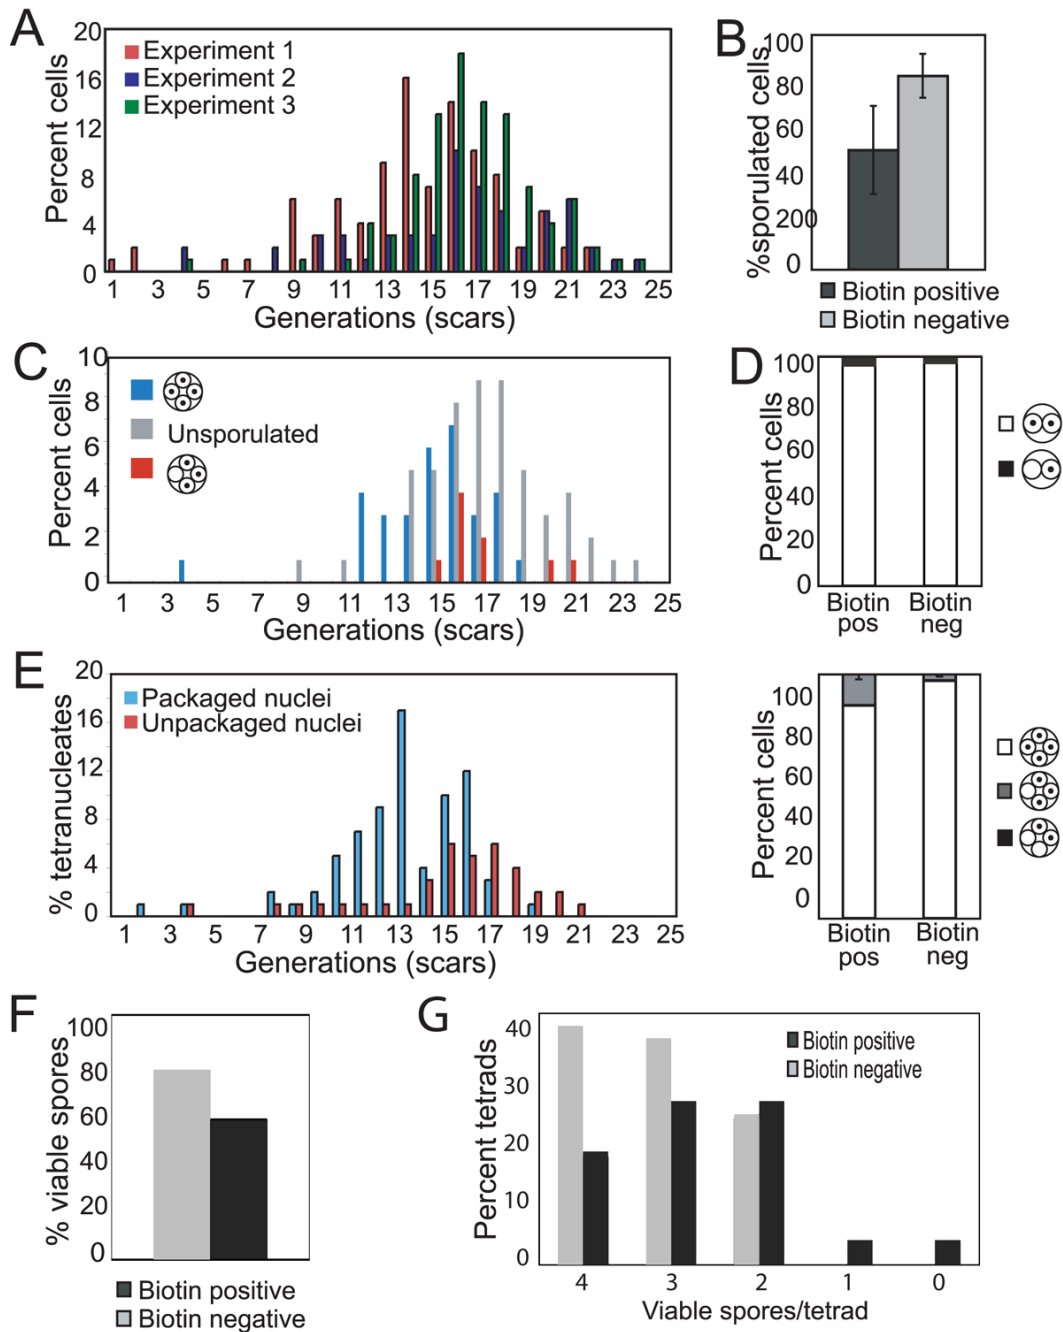 A
Percent cells
20
16
12
8
4
0
Experiment 1
Experiment 2
Experiment 3
1 3 5 7 9 11 13 15 17 19 21 23 25
Generations (scars)
B
%sporulated cells
100
80
60
40
200
0
Biotin positive
Biotin negative
C
Percent cells
10
8
6
4
2
0
Unsporulated
1 3 5 7 9 11 13 15 17 19 21 23 25
Generations (scars)
D
Percent cells
100
80
60
40
20
0
Biotin pos
Biotin neg
E
% tetranucleates
20
16
12
8
4
0
Packaged nuclei
Unpackaged nuclei
1 3 5 7 9 11 13 15 17 19 21 23 25
Generations (scars)
Percent cells
100
80
60
40
20
0
Biotin pos
Biotin neg
F
% viable spores
100
80
60
40
20
0
Biotin positive
Biotin negative
G
Percent tetrads
40
30
20
10
0
Biotin positive
Biotin negative
4 3 2 1 0
Viable spores/tetrad